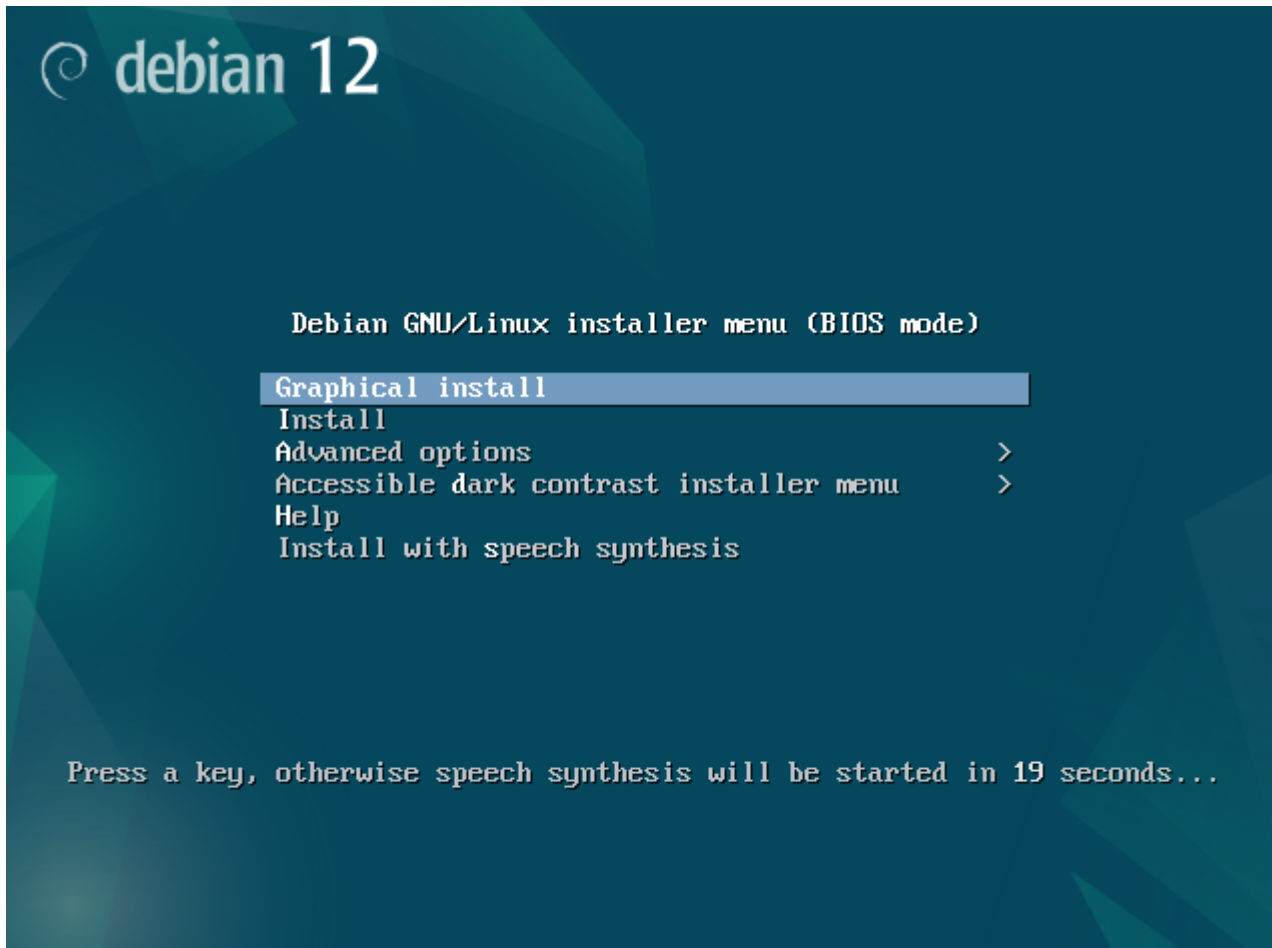 debian 12
Debian GNU/Linux installer menu (BIOS mode)
Graphical install
Install
Advanced options >
Accessible dark contrast installer menu >
Help
Install with speech synthesis
Press a key, otherwise speech synthesis will be started in 19 seconds...